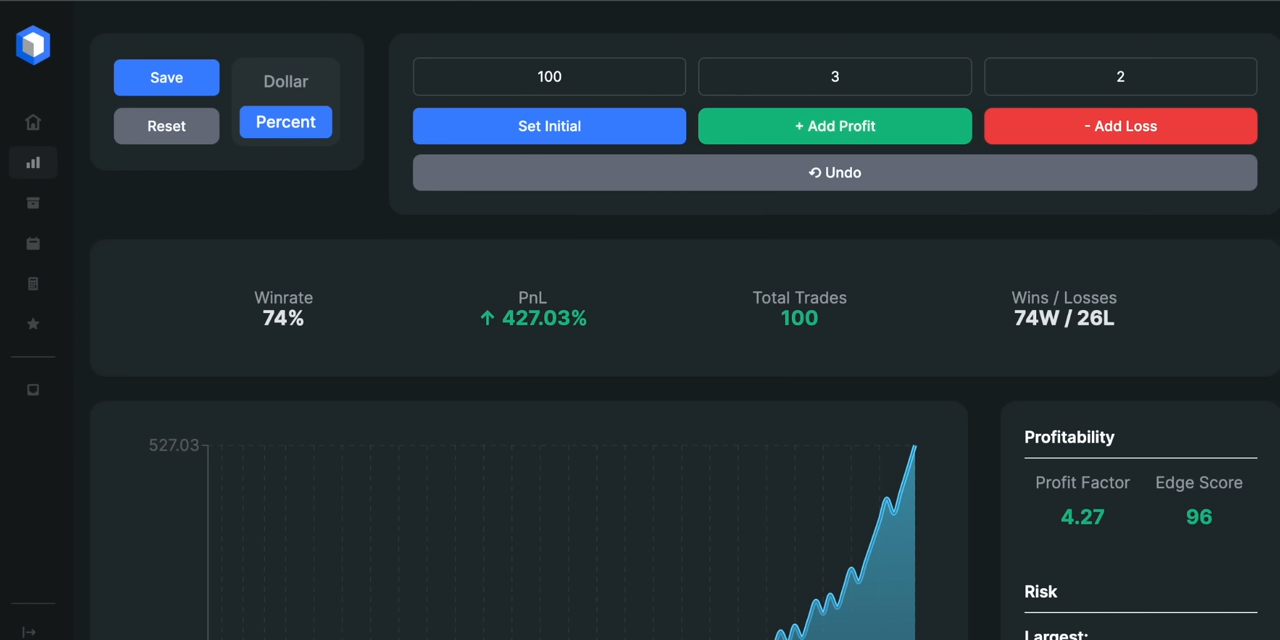 Save
Dollar
Reset
Percent
100
3
2
Set Initial
+ Add Profit
- Add Loss
Undo
Winrate
74%
PnL
↑ 427.03%
Total Trades
100
Wins / Losses
74W / 26L
527.03
Profitability
Profit Factor
Edge Score
4.27
96
Risk
Largest: